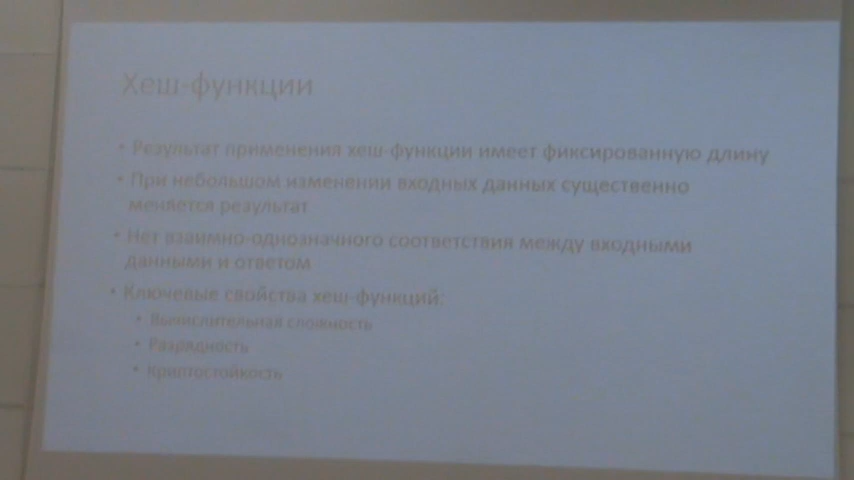 Хеш-функции
• Результат применения хеш-функции имеет фиксированную длину
• При небольшом изменении входных данных существенно
меняется результат
• Нет взаимно-однозначного соответствия между входными
данными и ответом
• Ключевые свойства хеш-функций:
• Вычислительная сложность
• Разрядность
• Криптостойкость